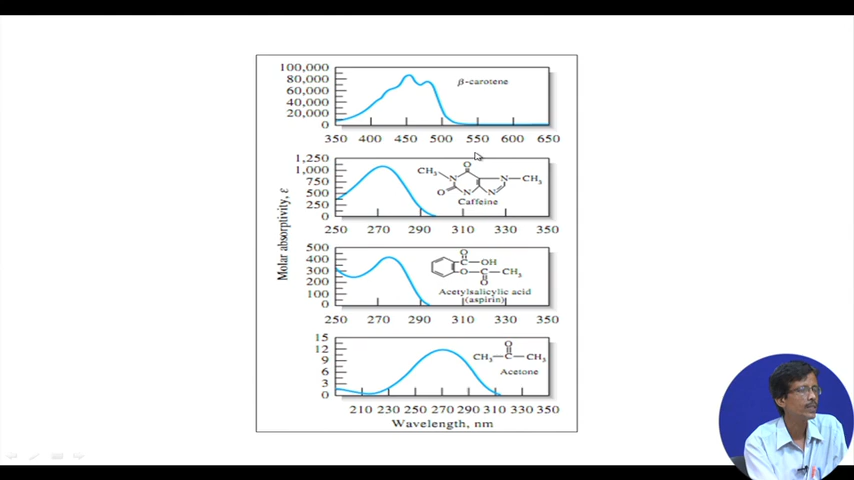 100,000
80,000
60,000
40,000
20,000
0
β-carotene
350 400 450 500 550 600 650
1,250
1,000
750
500
250
0
CH₃ O
N N CH₃
O N N
Caffeine
250 270 290 310 330 350
Molar absorptivity, ε
500
400
300
200
100
0
O
C OH
O C CH₃
O
Acetylsalicylic acid
(aspirin)
250 270 290 310 330 350
15
12
9
6
3
0
O
CH₃ C CH₃
Acetone
210 230 250 270 290 310 330 350
Wavelength, nm